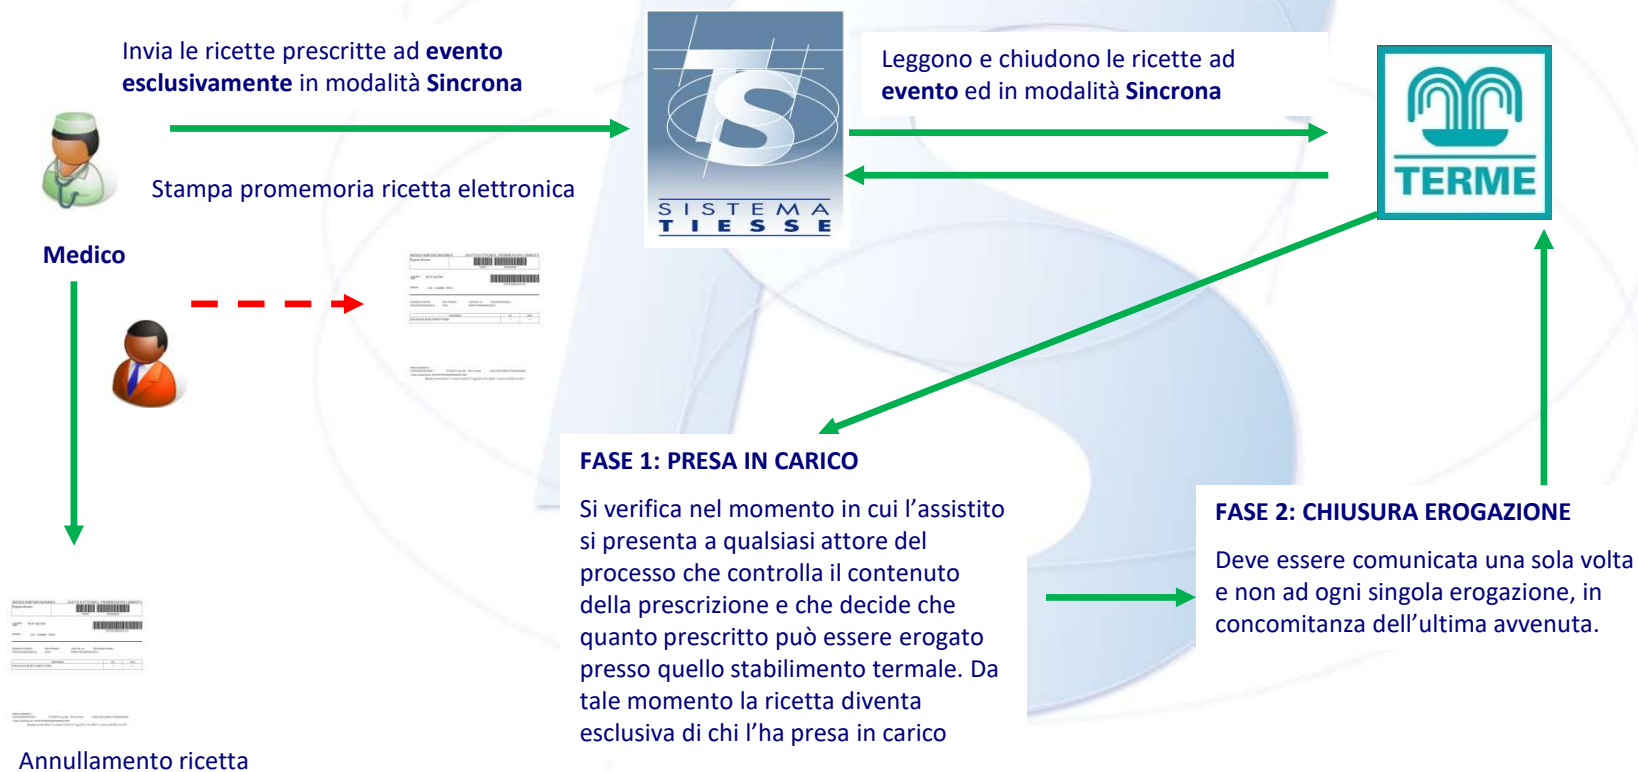 Invia le ricette prescritte ad evento
esclusivamente in modalità Sincrona
Stampa promemoria ricetta elettronica
Medico
SISTEMA
TIESSE
Leggono e chiudono le ricette ad
evento ed in modalità Sincrona
TERME
FASE 1: PRESA IN CARICO
Si verifica nel momento in cui l’assistito
si presenta a qualsiasi attore del
processo che controlla il contenuto
della prescrizione e che decide che
quanto prescritto può essere erogato
presso quello stabilimento termale. Da
tale momento la ricetta diventa
esclusiva di chi l’ha presa in carico
FASE 2: CHIUSURA EROGAZIONE
Deve essere comunicata una sola volta
e non ad ogni singola erogazione, in
concomitanza dell’ultima avvenuta.
Annullamento ricetta